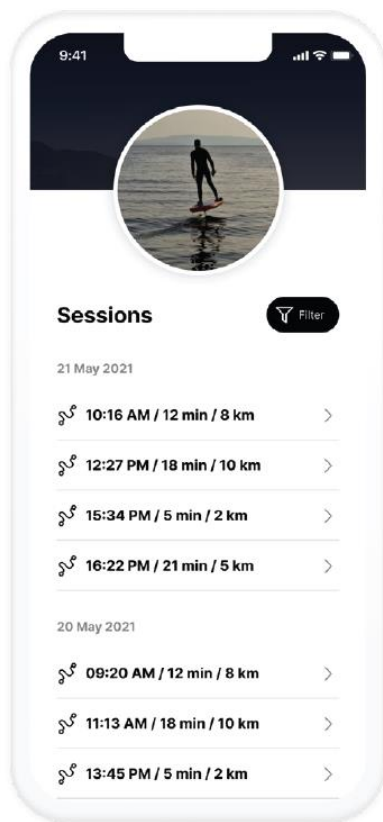 9:41
Sessions
Filter
21 May 2021
10:16 AM / 12 min / 8 km
12:27 PM / 18 min / 10 km
15:34 PM / 5 min / 2 km
16:22 PM / 21 min / 5 km
20 May 2021
09:20 AM / 12 min / 8 km
11:13 AM / 18 min / 10 km
13:45 PM / 5 min / 2 km